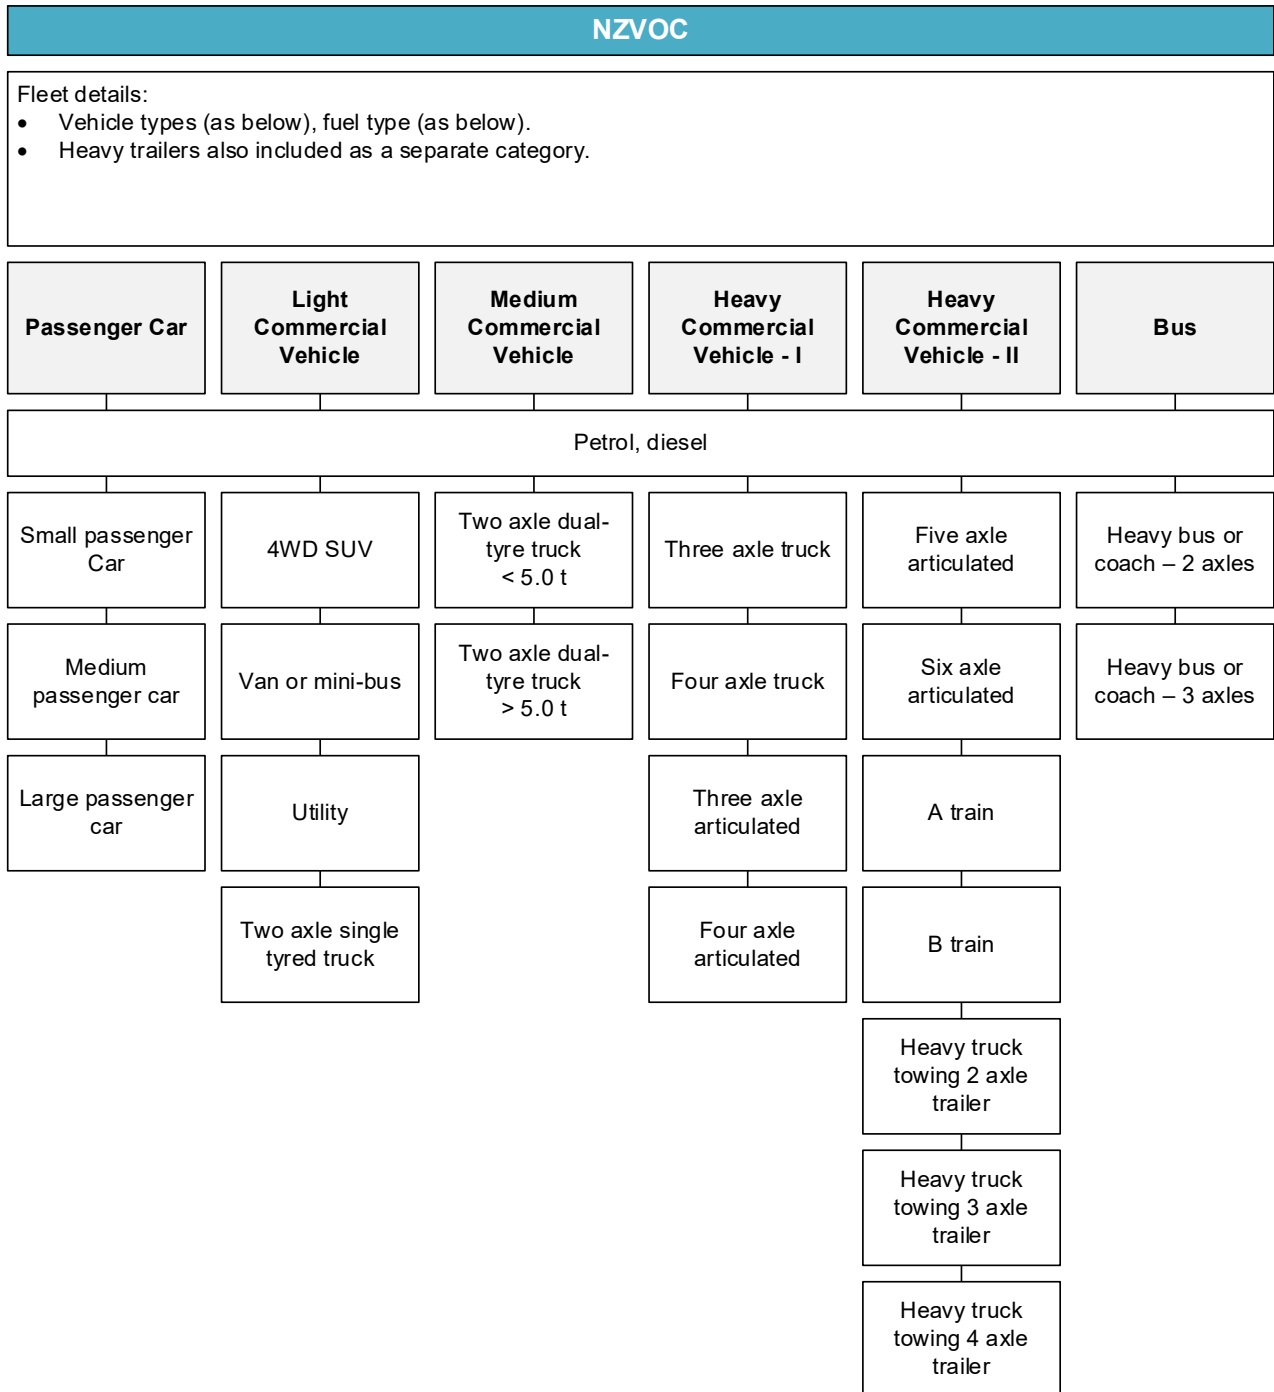 NZVOC
Fleet details:
• Vehicle types (as below), fuel type (as below).
• Heavy trailers also included as a separate category.
Passenger Car
Light
Commercial
Vehicle
Medium
Commercial
Vehicle
Heavy
Commercial
Vehicle - I
Heavy
Commercial
Vehicle - II
Bus
Petrol, diesel
Small passenger
Car
4WD SUV
Two axle dual-
tyre truck
< 5.0 t
Three axle truck
Five axle
articulated
Heavy bus or
coach – 2 axles
Medium
passenger car
Van or mini-bus
Two axle dual-
tyre truck
> 5.0 t
Four axle truck
Six axle
articulated
Heavy bus or
coach – 3 axles
Large passenger
car
Utility
Three axle
articulated
A train
Two axle single
tyred truck
Four axle
articulated
B train
Heavy truck
towing 2 axle
trailer
Heavy truck
towing 3 axle
trailer
Heavy truck
towing 4 axle
trailer